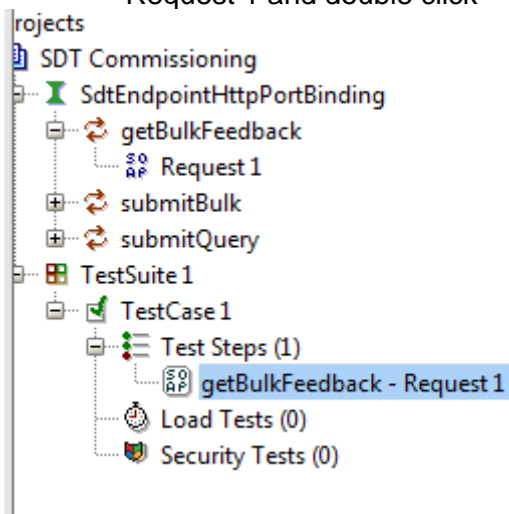 Request 1 and double click
rojects
SDT Commissioning
SdtEndpointHttpPortBinding
getBulkFeedback
Request 1
submitBulk
submitQuery
TestSuite 1
TestCase 1
Test Steps (1)
getBulkFeedback - Request 1
Load Tests (0)
Security Tests (0)